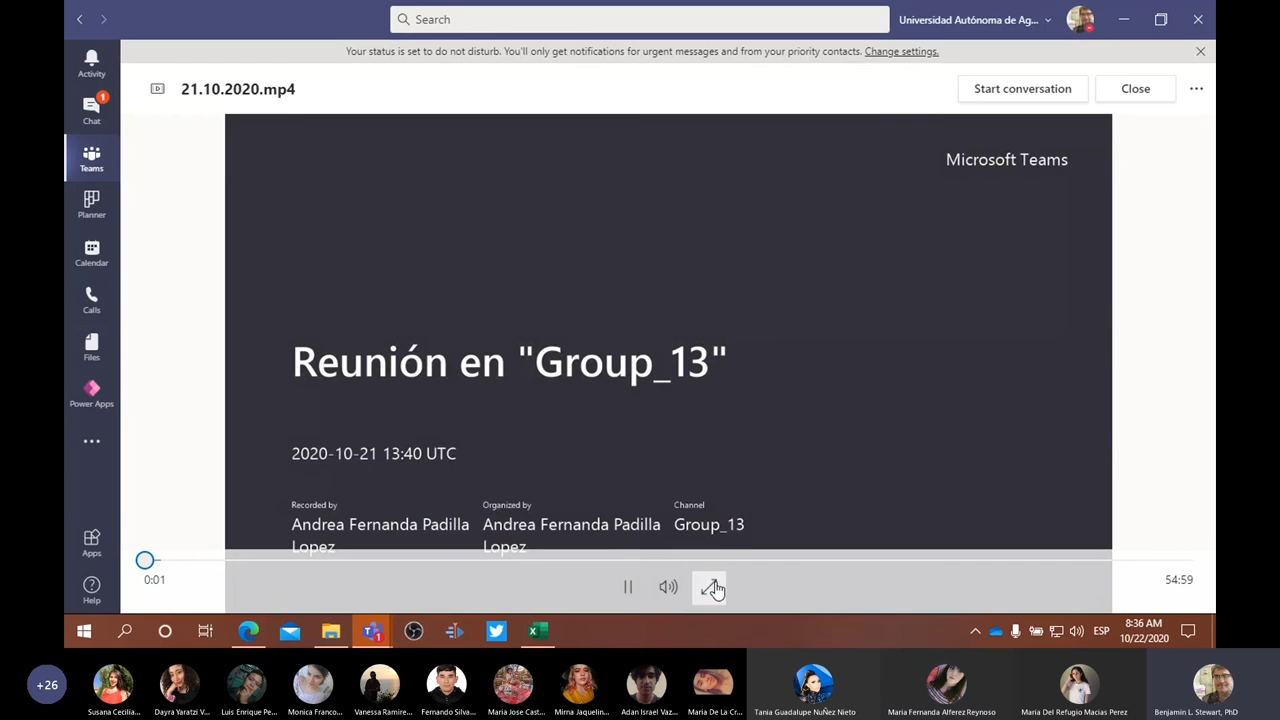 Search
Universidad Autónoma de Ag...
Your status is set to do not disturb. You'll only get notifications for urgent messages and from your priority contacts. Change settings.
Activity
21.10.2020.mp4
Start conversation
Close
1
Chat
Teams
Planner
Calendar
Calls
Files
Power Apps
Apps
Help
Microsoft Teams
Reunión en "Group_13"
2020-10-21 13:40 UTC
Recorded by
Organized by
Channel
Andrea Fernanda Padilla
Andrea Fernanda Padilla
Group_13
Lopez
Lopez
0:01
54:59
1
ESP
8:36 AM
10/22/2020
+26
Susana Cecilia...
Dayra Yaratzi V...
Luis Enrique Pe...
Monica Franco...
Vanessa Ramire...
Fernando Silva...
Maria Jose Cast...
Mirna Jaquelin...
Adan Israel Vaz...
Maria De La Cr...
Tania Guadalupe NuÑez Nieto
Maria Fernanda Alferez Reynoso
Maria Del Refugio Macias Perez
Benjamin L. Stewart, PhD